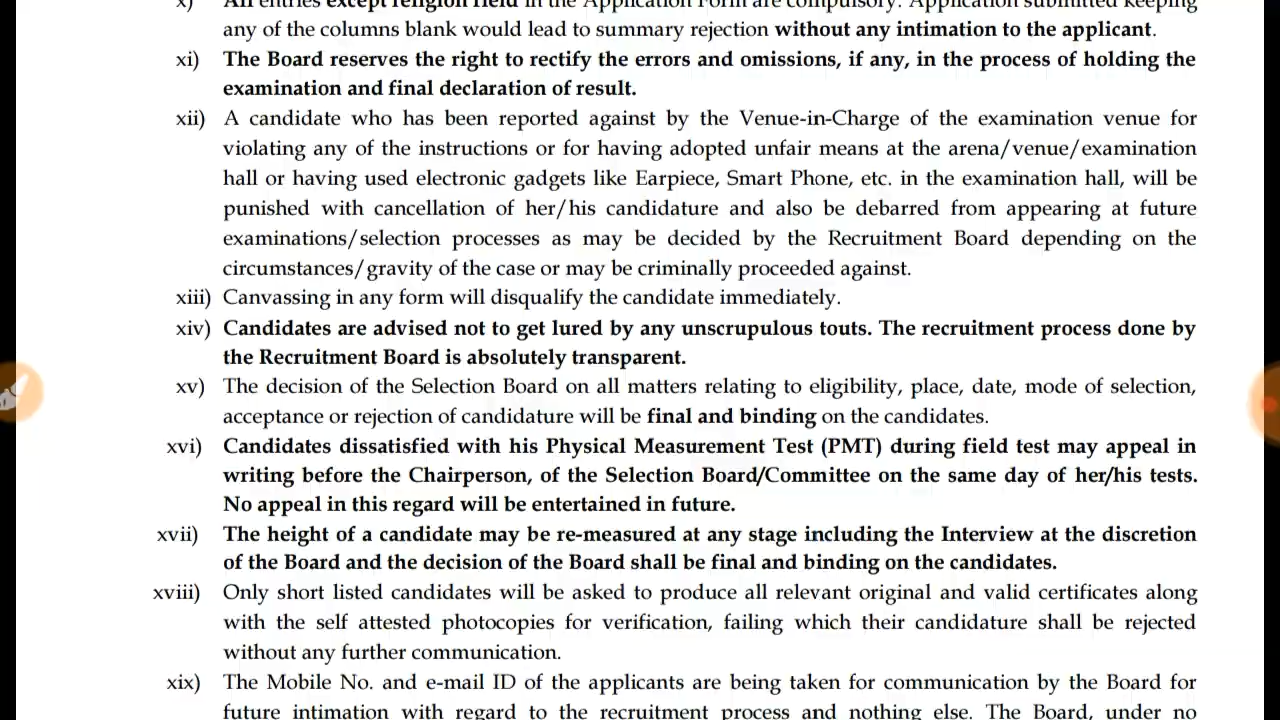 x) All entries except religion field in the Application Form are compulsory. Application submitted keeping
any of the columns blank would lead to summary rejection without any intimation to the applicant.
xi) The Board reserves the right to rectify the errors and omissions, if any, in the process of holding the
examination and final declaration of result.
xii) A candidate who has been reported against by the Venue-in-Charge of the examination venue for
violating any of the instructions or for having adopted unfair means at the arena/venue/examination
hall or having used electronic gadgets like Earpiece, Smart Phone, etc. in the examination hall, will be
punished with cancellation of her/his candidature and also be debarred from appearing at future
examinations/selection processes as may be decided by the Recruitment Board depending on the
circumstances/gravity of the case or may be criminally proceeded against.
xiii) Canvassing in any form will disqualify the candidate immediately.
xiv) Candidates are advised not to get lured by any unscrupulous touts. The recruitment process done by
the Recruitment Board is absolutely transparent.
xv) The decision of the Selection Board on all matters relating to eligibility, place, date, mode of selection,
acceptance or rejection of candidature will be final and binding on the candidates.
xvi) Candidates dissatisfied with his Physical Measurement Test (PMT) during field test may appeal in
writing before the Chairperson, of the Selection Board/Committee on the same day of her/his tests.
No appeal in this regard will be entertained in future.
xvii) The height of a candidate may be re-measured at any stage including the Interview at the discretion
of the Board and the decision of the Board shall be final and binding on the candidates.
xviii) Only short listed candidates will be asked to produce all relevant original and valid certificates along
with the self attested photocopies for verification, failing which their candidature shall be rejected
without any further communication.
xix) The Mobile No. and e-mail ID of the applicants are being taken for communication by the Board for
future intimation with regard to the recruitment process and nothing else. The Board, under no